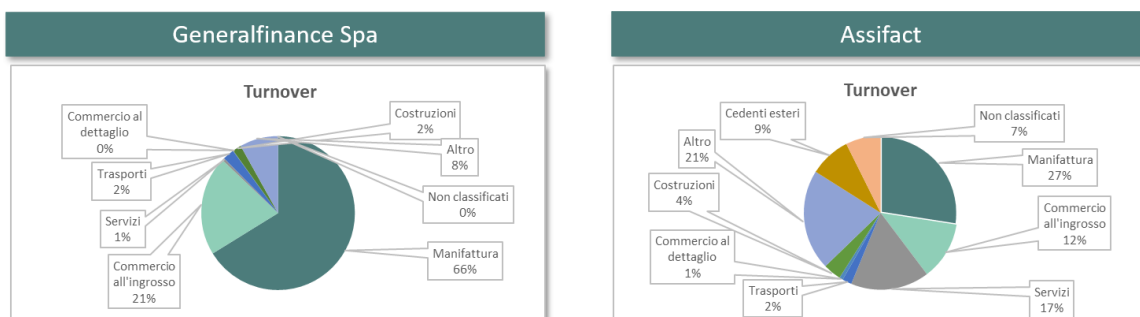 Generalfinance Spa
Turnover
Commercio al
dettaglio
0%
Costruzioni
2%
Altro
8%
Trasporti
2%
Non classificati
0%
Servizi
1%
Manifattura
66%
Commercio
all'ingrosso
21%
Assifact
Turnover
Cedenti esteri
9%
Non classificati
7%
Altro
21%
Manifattura
27%
Costruzioni
4%
Commercio
all'ingrosso
12%
Commercio al
dettaglio
1%
Trasporti
2%
Servizi
17%